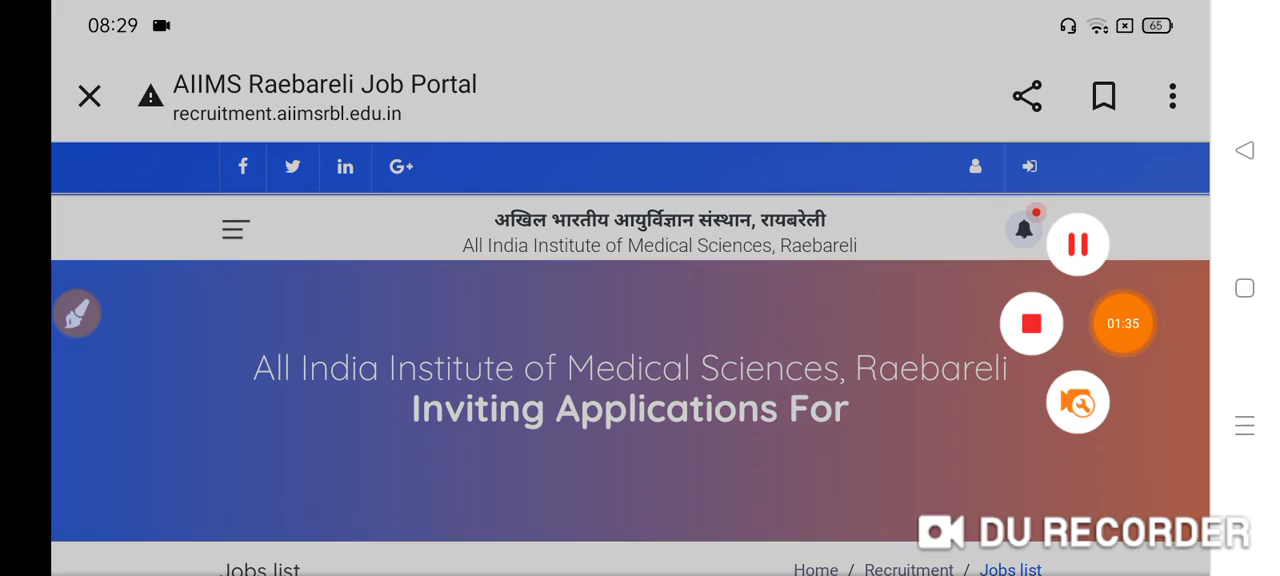 08:29
65
AIIMS Raebareli Job Portal
recruitment.aiimsrbl.edu.in
अखिल भारतीय आयुर्विज्ञान संस्थान, रायबरेली
All India Institute of Medical Sciences, Raebareli
01:35
All India Institute of Medical Sciences, Raebareli
Inviting Applications For
DU RECORDER
Jobs list
Home / Recruitment / Jobs list